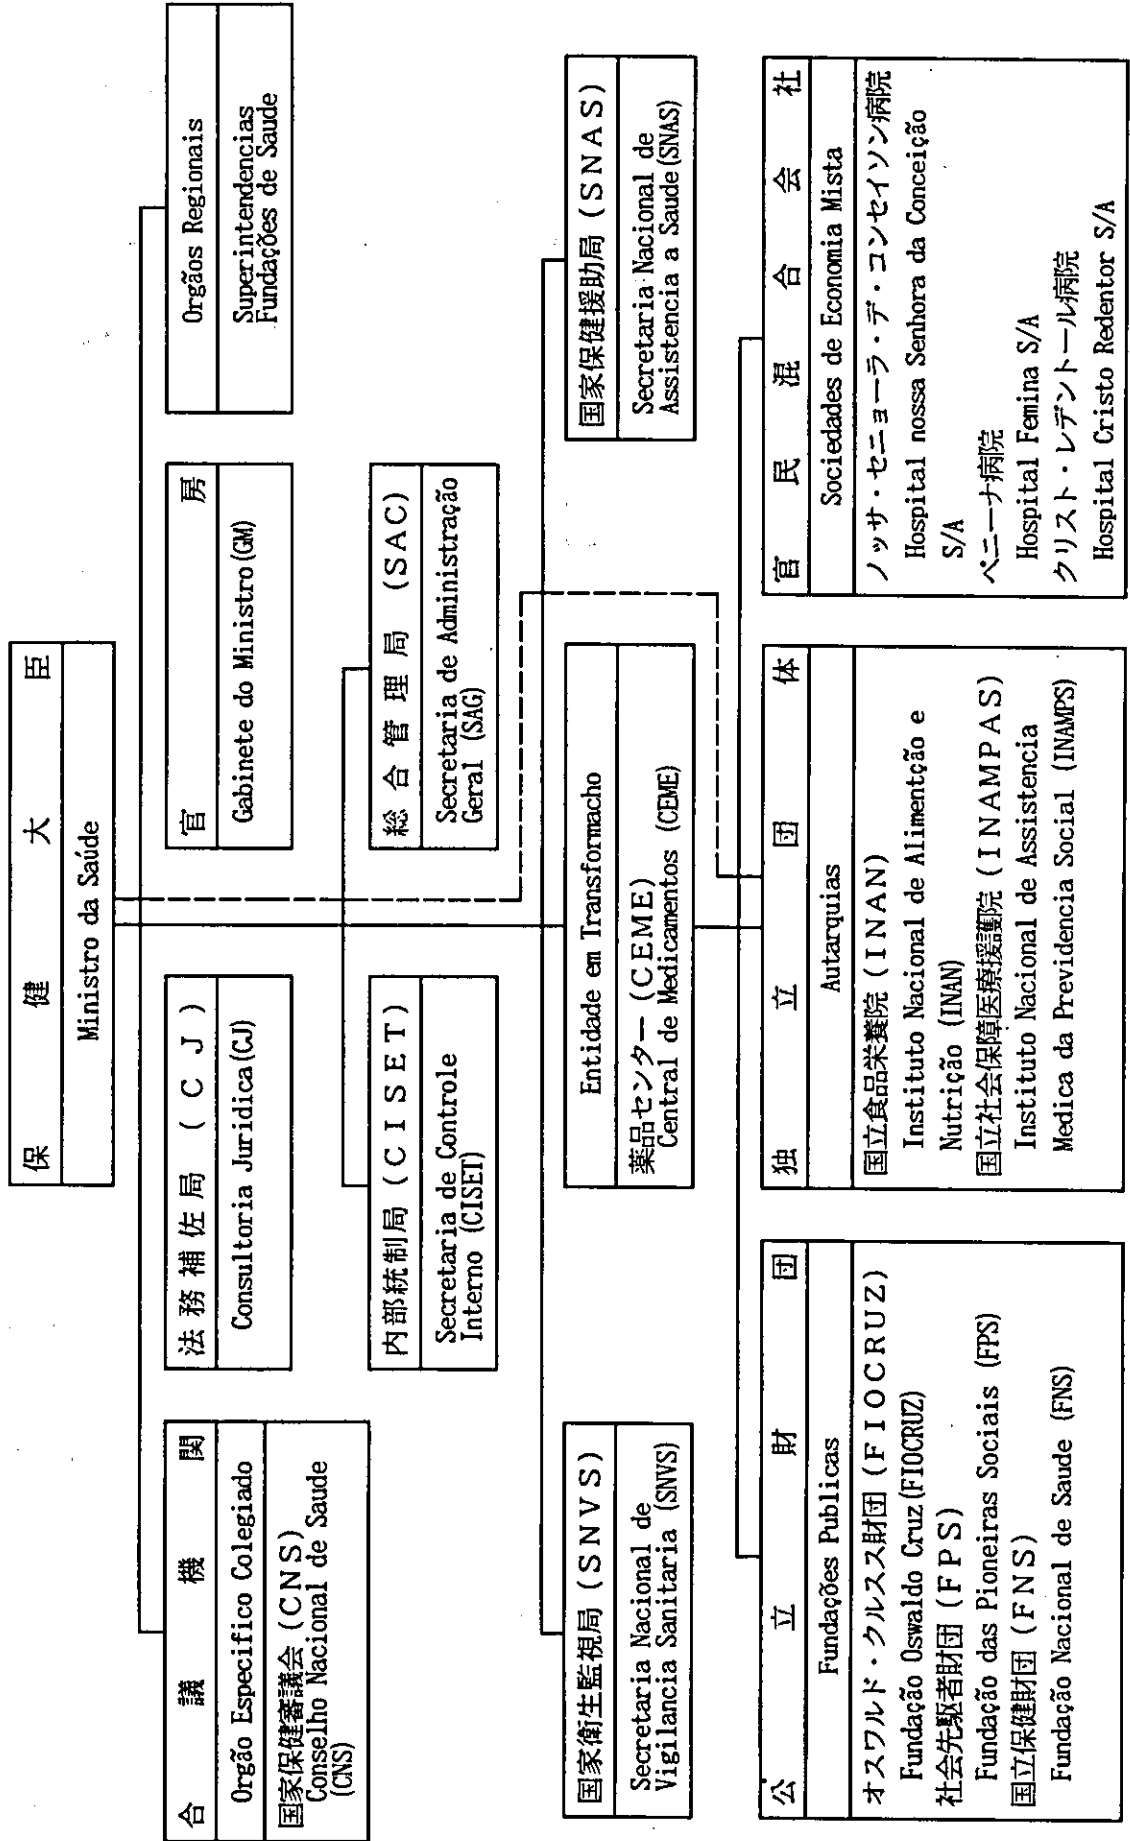 保健大臣
Ministro da Saúde
合議機関
Orgão Especifico Colegiado
国家保健審議会(CNS)
Conselho Nacional de Saude
(CNS)
法務補佐局(CJ)
Consultoria Juridica(CJ)
官房
Gabinete do Ministro(GM)
Orgãos Regionais
Superintendencias
Fundações de Saude
内部統制局(CISET)
Secretaria de Controle
Interno (CISET)
総合管理局(SAC)
Secretaria de Administração
Geral (SAG)
国家衛生監視局(SNVS)
Secretaria Nacional de
Vigilancia Sanitaria (SNVS)
Entidade em Transformacho
薬品センター(CEME)
Central de Medicamentos (CEME)
国家保健援助局(SNAS)
Secretaria Nacional de
Assistencia a Saude(SNAS)
公立財団
Fundações Publicas
オスワルド・クルスス財団(FIOCRUZ)
Fundação Oswaldo Cruz(FIOCRUZ)
社会先駆者財団(FPS)
Fundação das Pioneiras Sociais (FPS)
国立保健財団(FNS)
Fundação Nacional de Saude (FNS)
独立団体
Autarquias
国立食品栄養院(INAN)
Instituto Nacional de Alimentção e
Nutrição (INAN)
国立社会保障医療援護院(INAMPAS)
Instituto Nacional de Assistencia
Medica da Previdencia Social (INAMPS)
官民混合会社
Sociedades de Economia Mista
ノッサ・セニョーラ・デ・コンセイソン病院
Hospital nossa Senhora da Conceição
S/A
ペニーナ病院
Hospital Femina S/A
クリスト・レデントール病院
Hospital Cristo Redentor S/A